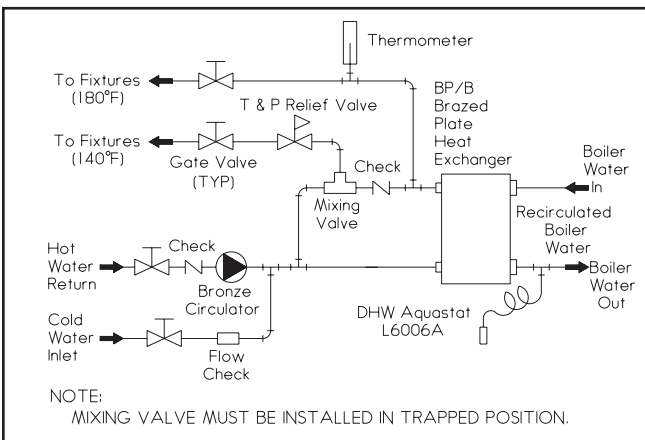 Thermometer
To Fixtures
(180°F)
T & P Relief Valve
BP/B
Brazed
Plate
Heat
Exchanger
To Fixtures
(140°F)
Gate Valve
(TYP)
Check
Mixing
Valve
Boiler
Water
In
Recirculated
Boiler
Water
Hot
Water
Return
Check
Bronze
Circulator
Boiler
Water
Out
DHW Aquastat
L6006A
Cold
Water
Inlet
Flow
Check
NOTE:
MIXING VALVE MUST BE INSTALLED IN TRAPPED POSITION.